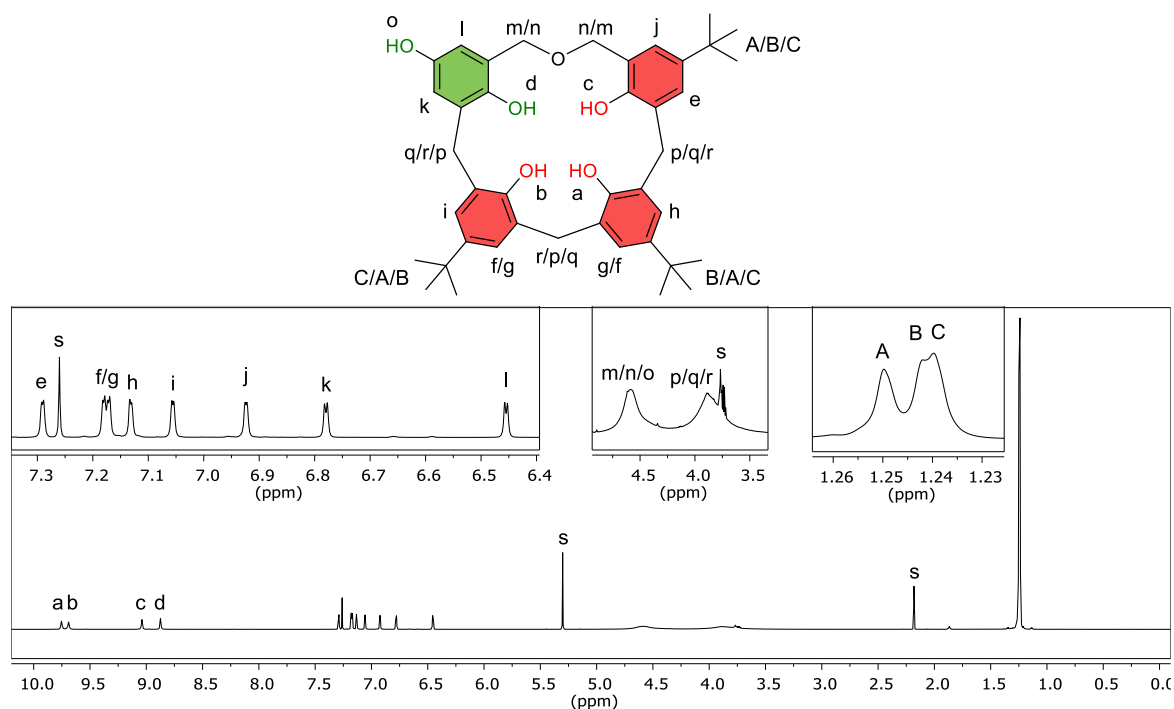 o l m/n n/m j
HO O A/B/C
d c
k OH HO e
q/r/p p/q/r
OH HO
b a
i h
f/g r/p/q g/f
C/A/B B/A/C
s
e f/g h i j k l
7.3 7.2 7.1 7.0 6.9 6.8 6.7 6.6 6.5 6.4
(ppm)
m/n/o p/q/r s
4.5 4.0 3.5
(ppm)
A B C
1.26 1.25 1.24 1.23
(ppm)
a b c d s s
10.0 9.5 9.0 8.5 8.0 7.5 7.0 6.5 6.0 5.5 5.0 4.5 4.0 3.5 3.0 2.5 2.0 1.5 1.0 0.5 0.0
(ppm)